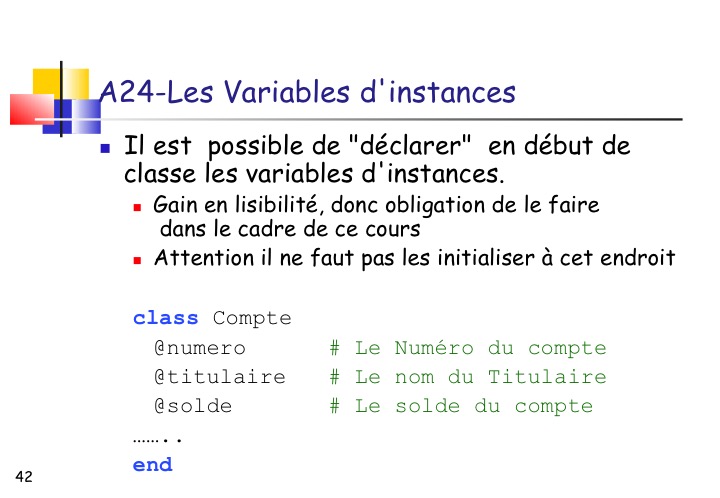 A24-Les Variables d'instances
Il est possible de "déclarer" en début de
classe les variables d'instances.
Gain en lisibilité, donc obligation de le faire
dans le cadre de ce cours
Attention il ne faut pas les initialiser à cet endroit
class Compte
@numero # Le Numéro du compte
@titulaire # Le nom du Titulaire
@solde # Le solde du compte
……..
end
42